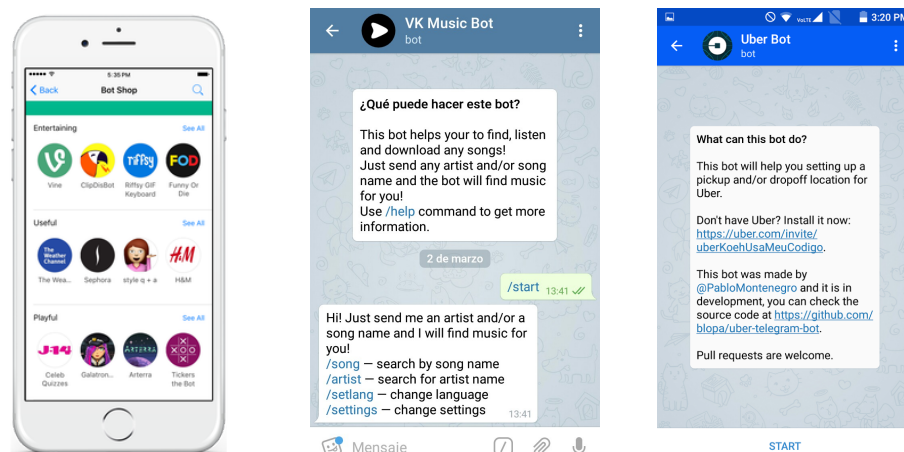 5:35 PM
Back
Bot Shop
Entertaining
See All
Riffsy
FOD
Vine
ClipDisBot
Riffsy GIF
Keyboard
Funny Or
Die
Useful
See All
The
Weather
Channel
H&M
The Wea...
Sephora
style q + a
H&M
Playful
See All
J-14
ARTERRA
Celeb
Quizzes
Galatron...
Arterra
Tickers
the Bot
VK Music Bot
bot
¿Qué puede hacer este bot?
This bot helps your to find, listen
and download any songs!
Just send any artist and/or song
name and the bot will find music
for you!
Use /help command to get more
information.
2 de marzo
/start 13:41
Hi! Just send me an artist and/or a
song name and I will find music for
you!
/song — search by song name
/artist — search for artist name
/setlang — change language
/settings — change settings 13:41
Mensaje
VoLTE
3:20 PM
Uber Bot
bot
What can this bot do?
This bot will help you setting up a
pickup and/or dropoff location for
Uber.
Don't have Uber? Install it now:
https://uber.com/invite/
uberKoehUsaMeuCodigo.
This bot was made by
@PabloMontenegro and it is in
development, you can check the
source code at https://github.com/
blopa/uber-telegram-bot.
Pull requests are welcome.
START